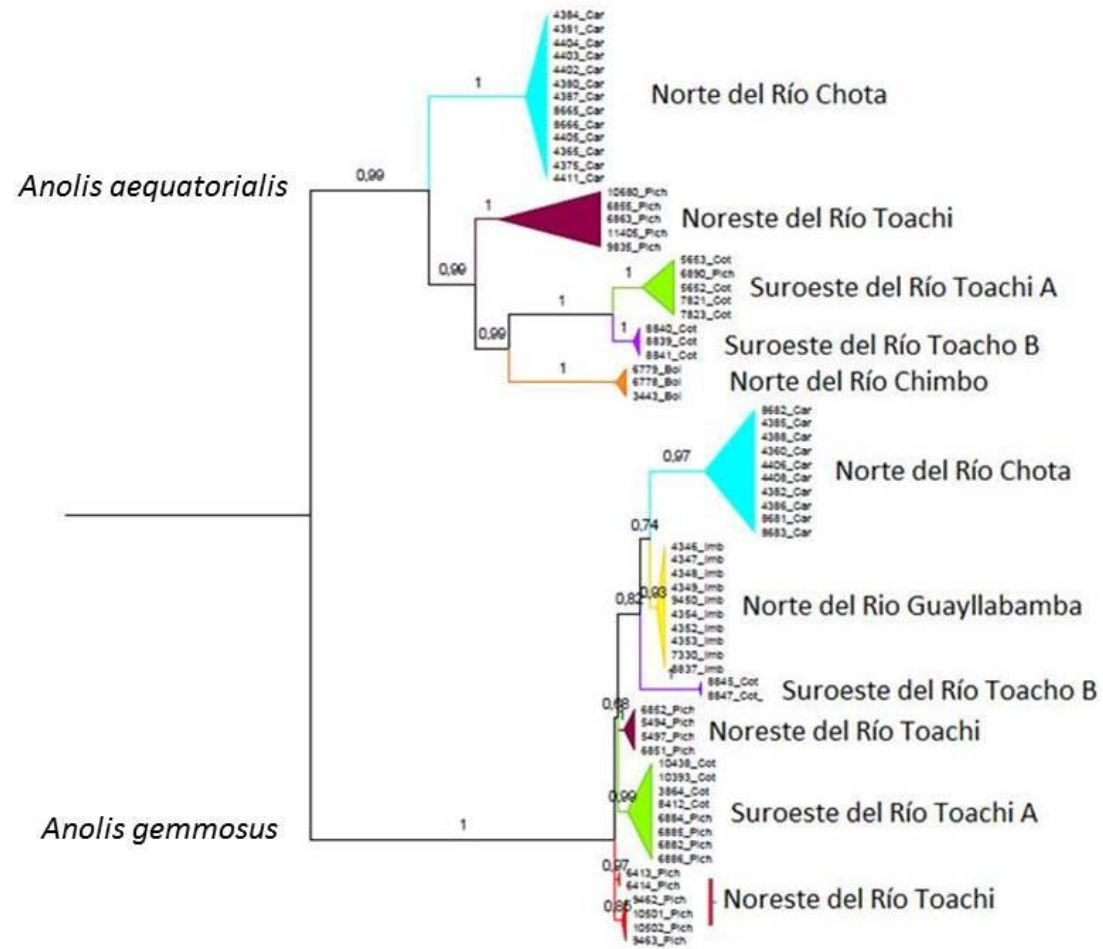 4384_Car
4381_Car
4404_Car
4403_Car
4402_Car
4380_Car
4387_Car
8665_Car
8666_Car
4405_Car
4365_Car
4375_Car
4411_Car
1
Norte del Río Chota
0,99
Anolis aequatorialis
10680_Pich
6855_Pich
6863_Pich
11405_Pich
9835_Pich
1
Noreste del Río Toachi
0,99
5653_Cot
6890_Pich
5652_Cot
7821_Cot
7823_Cot
1
Suroeste del Río Toachi A
1
0,99
8840_Cot
8839_Cot
8841_Cot
1
Suroeste del Río Toacho B
6779_Bol
6778_Bol
3443_Bol
1
Norte del Río Chimbo
8682_Car
4385_Car
4388_Car
4360_Car
4406_Car
4408_Car
4382_Car
4386_Car
8681_Car
8683_Car
0,97
Norte del Río Chota
0,74
4346_Imb
4347_Imb
4348_Imb
4349_Imb
9450_Imb
4354_Imb
4352_Imb
4353_Imb
7330_Imb
8837_Imb
0,93
0,82
Norte del Rio Guayllabamba
1
8845_Cot
8847_Cot_
Suroeste del Río Toacho B
0,68
6852_Pich
5494_Pich
5497_Pich
6851_Pich
1
Noreste del Río Toachi
10438_Cot
10393_Cot
3864_Cot
8412_Cot
6884_Pich
6885_Pich
6882_Pich
6886_Pich
0,99
Suroeste del Río Toachi A
Anolis gemmosus
1
0,97
6413_Pich
6414_Pich
9462_Pich
10501_Pich
10502_Pich
9463_Pich
Noreste del Río Toachi